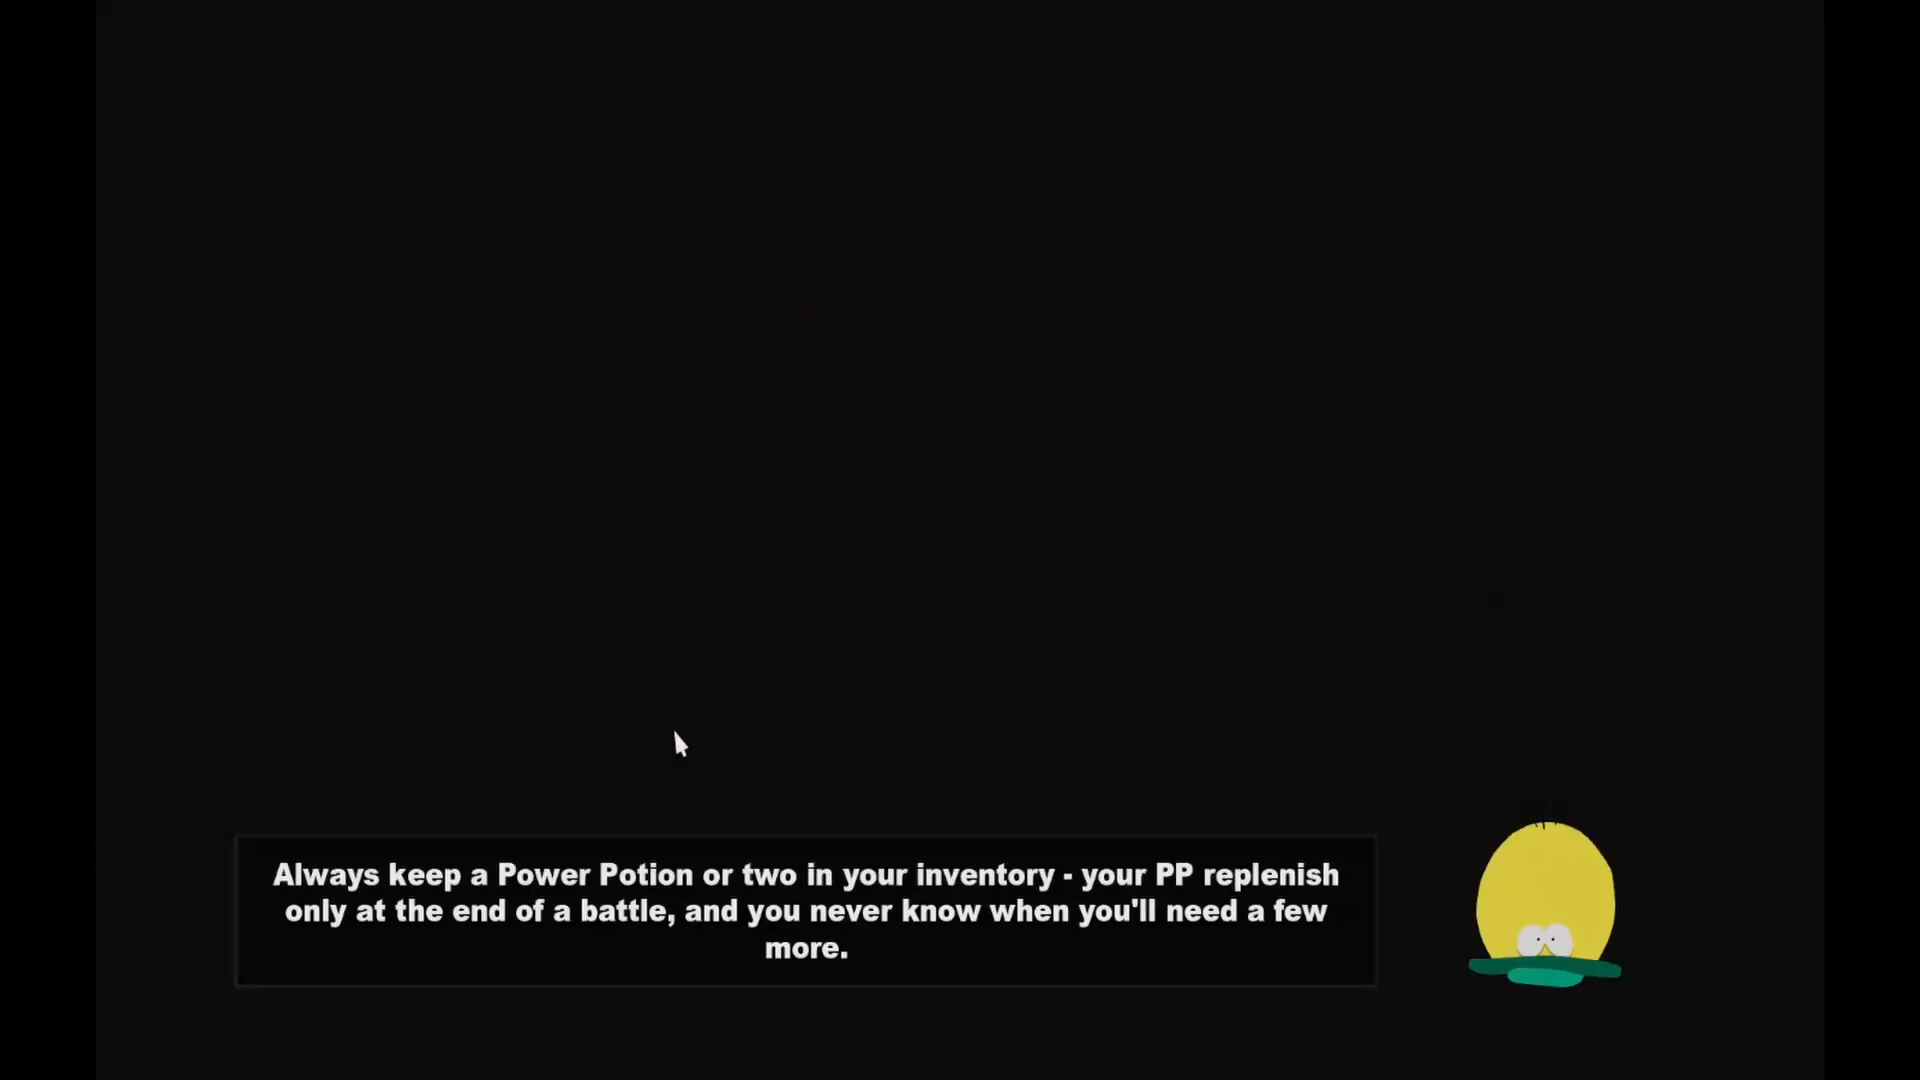 Always keep a Power Potion or two in your inventory - your PP replenish
only at the end of a battle, and you never know when you'll need a few
more.